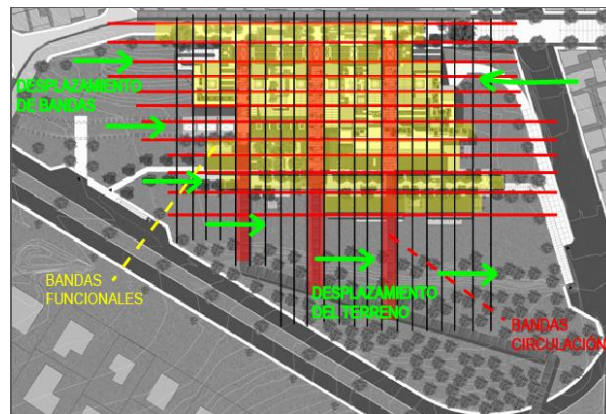 DESPLAZAMIENTO
DE BANDAS
BANDAS
FUNCIONALES
DESPLAZAMIENTO
DEL TERRENO
BANDAS
CIRCULACIÓN